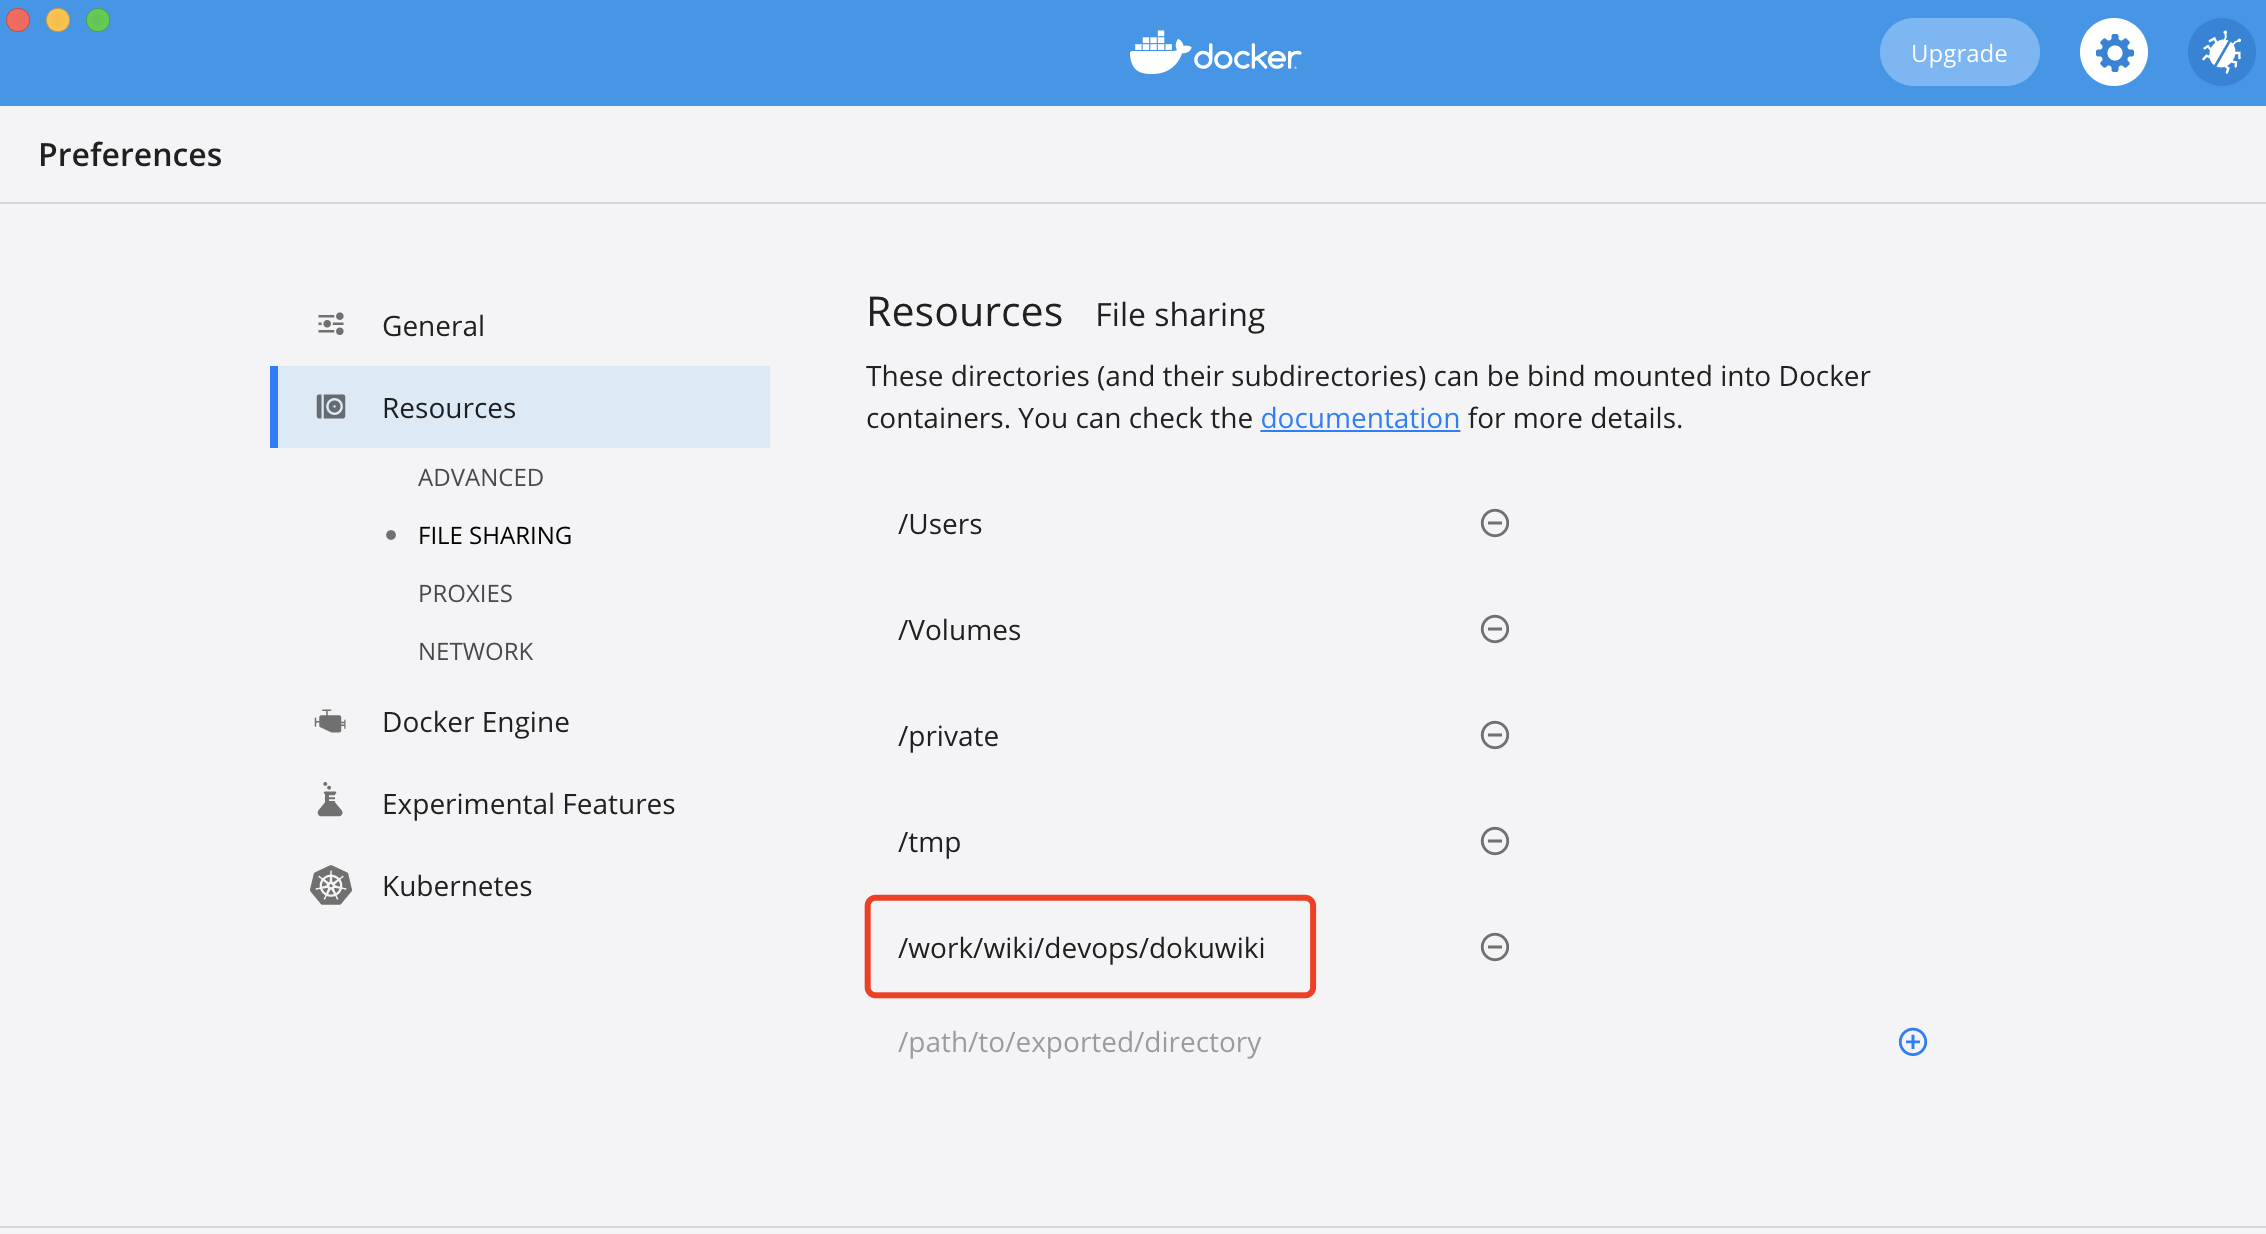 docker
Upgrade
Preferences
General
Resources
ADVANCED
FILE SHARING
PROXIES
NETWORK
Docker Engine
Experimental Features
Kubernetes
Resources File sharing
These directories (and their subdirectories) can be bind mounted into Docker
containers. You can check the documentation for more details.
/Users
/Volumes
/private
/tmp
/work/wiki/devops/dokuwiki
/path/to/exported/directory